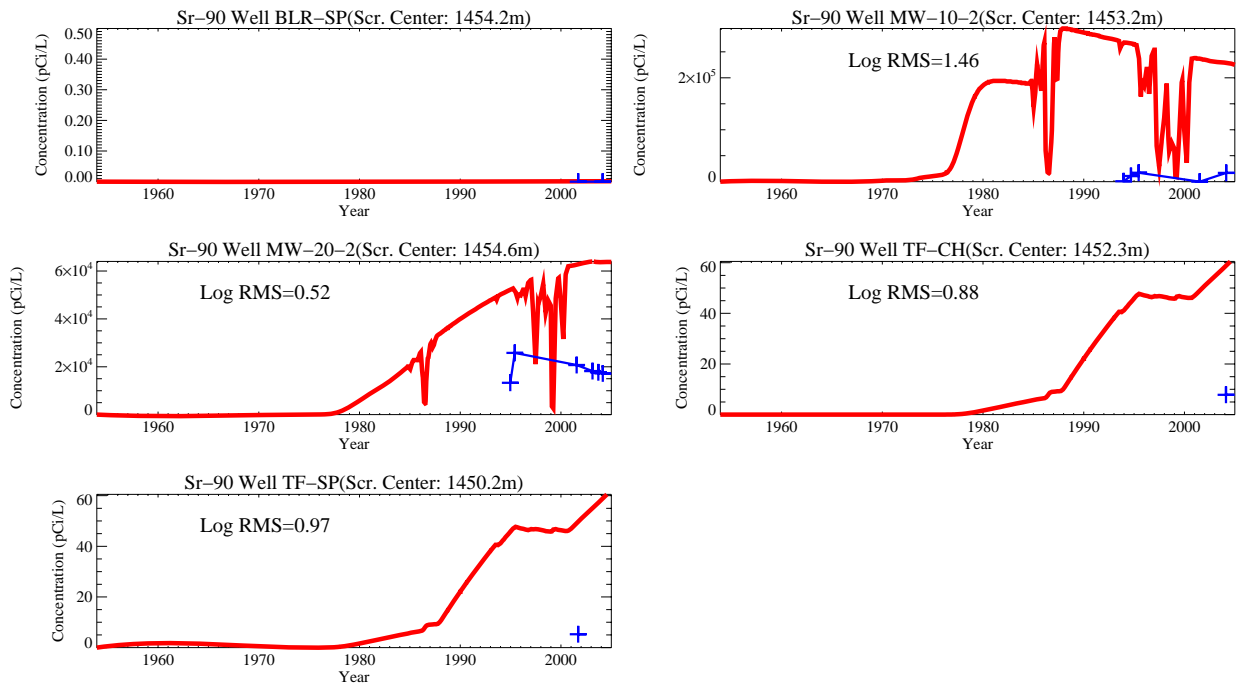 Sr−90 Well BLR−SP(Scr. Center: 1454.2m)
0.50
0.40
0.30
0.20
0.10
0.00
Concentration (pCi/L)
1960 1970 1980 1990 2000
Year
Sr−90 Well MW−10−2(Scr. Center: 1453.2m)
Log RMS=1.46
2×10⁵
0
Concentration (pCi/L)
1960 1970 1980 1990 2000
Year
Sr−90 Well MW−20−2(Scr. Center: 1454.6m)
Log RMS=0.52
6×10⁴
4×10⁴
2×10⁴
0
Concentration (pCi/L)
1960 1970 1980 1990 2000
Year
Sr−90 Well TF−CH(Scr. Center: 1452.3m)
Log RMS=0.88
60
40
20
0
Concentration (pCi/L)
1960 1970 1980 1990 2000
Year
Sr−90 Well TF−SP(Scr. Center: 1450.2m)
Log RMS=0.97
60
40
20
0
Concentration (pCi/L)
1960 1970 1980 1990 2000
Year